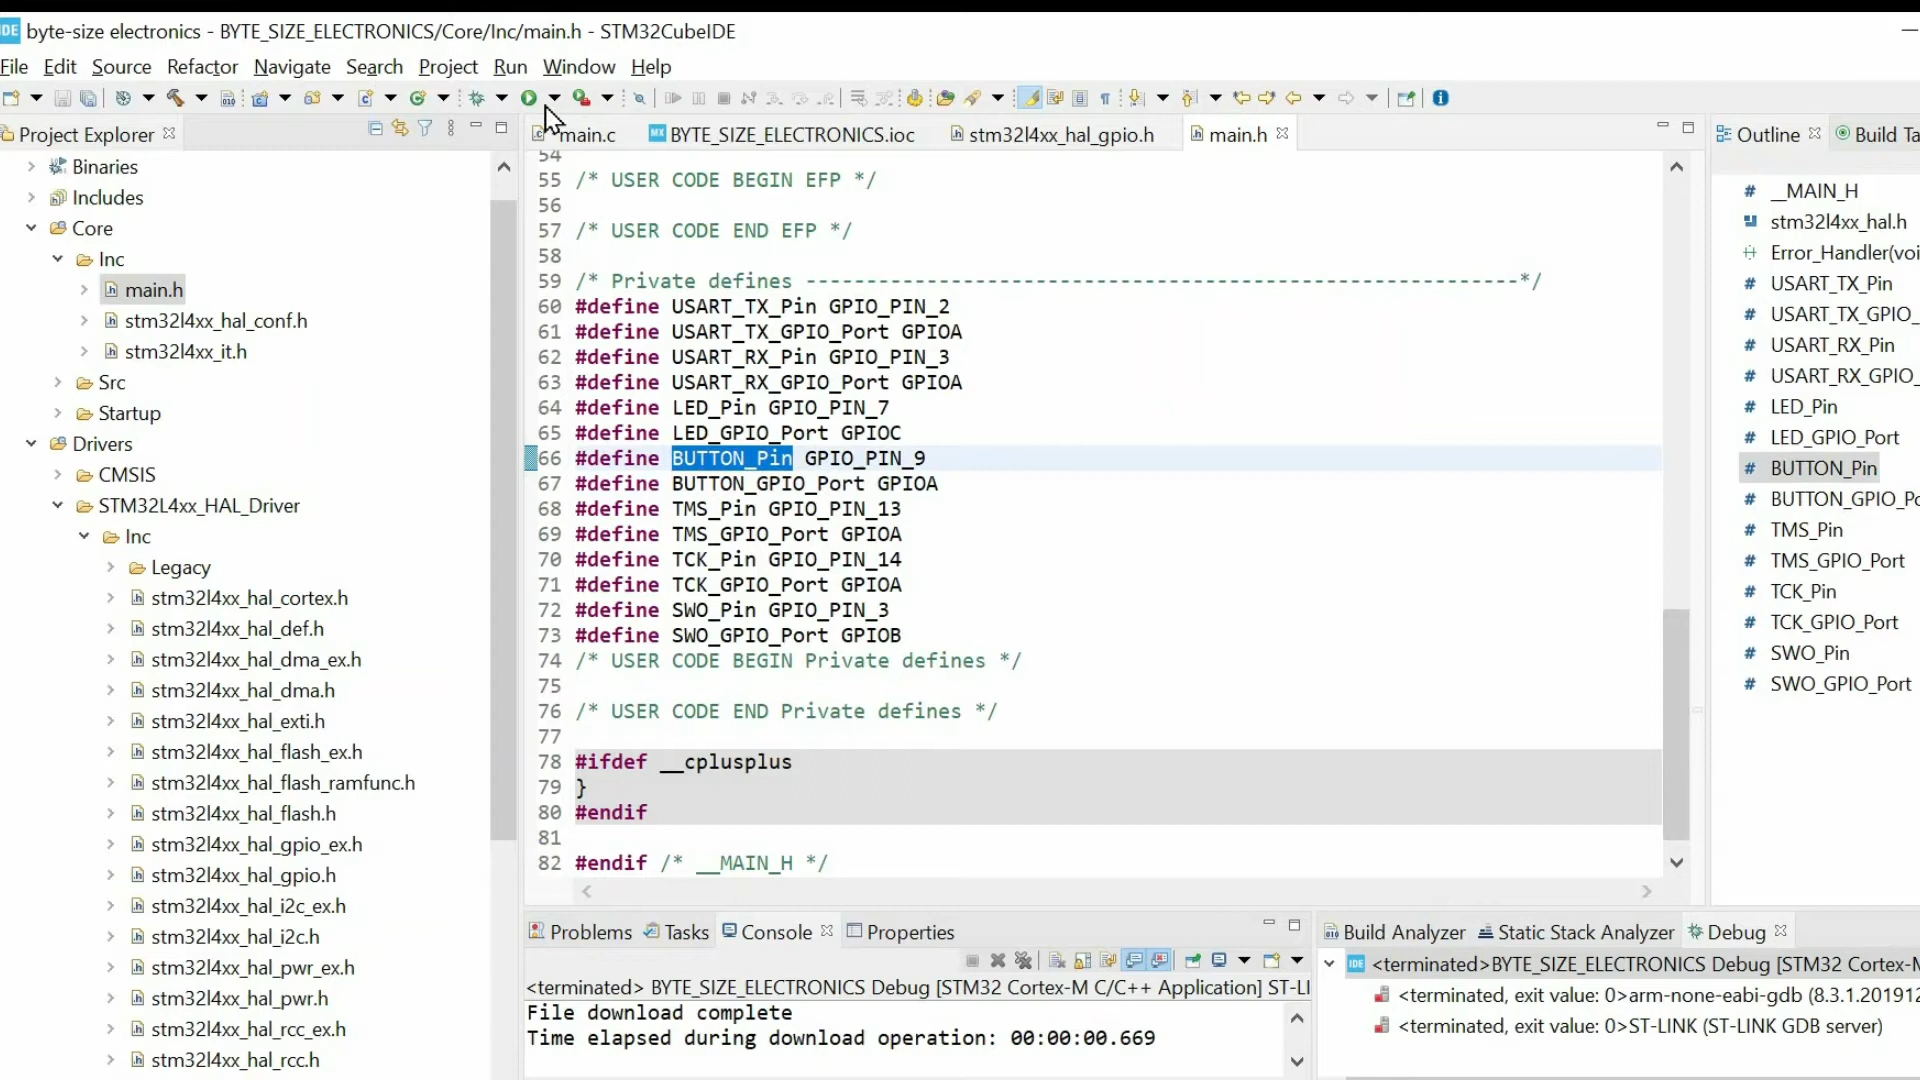 IDE byte-size electronics - BYTE_SIZE_ELECTRONICS/Core/Inc/main.h - STM32CubeIDE
File Edit Source Refactor Navigate Search Project Run Window Help
Project Explorer
Binaries
Includes
Core
Inc
main.h
stm32l4xx_hal_conf.h
stm32l4xx_it.h
Src
Startup
Drivers
CMSIS
STM32L4xx_HAL_Driver
Inc
Legacy
stm32l4xx_hal_cortex.h
stm32l4xx_hal_def.h
stm32l4xx_hal_dma_ex.h
stm32l4xx_hal_dma.h
stm32l4xx_hal_exti.h
stm32l4xx_hal_flash_ex.h
stm32l4xx_hal_flash_ramfunc.h
stm32l4xx_hal_flash.h
stm32l4xx_hal_gpio_ex.h
stm32l4xx_hal_gpio.h
stm32l4xx_hal_i2c_ex.h
stm32l4xx_hal_i2c.h
stm32l4xx_hal_pwr_ex.h
stm32l4xx_hal_pwr.h
stm32l4xx_hal_rcc_ex.h
stm32l4xx_hal_rcc.h
main.c MX BYTE_SIZE_ELECTRONICS.ioc stm32l4xx_hal_gpio.h main.h
54
55 /* USER CODE BEGIN EFP */
56
57 /* USER CODE END EFP */
58
59 /* Private defines -----------------------------------------------------------*/
60 #define USART_TX_Pin GPIO_PIN_2
61 #define USART_TX_GPIO_Port GPIOA
62 #define USART_RX_Pin GPIO_PIN_3
63 #define USART_RX_GPIO_Port GPIOA
64 #define LED_Pin GPIO_PIN_7
65 #define LED_GPIO_Port GPIOC
66 #define BUTTON_Pin GPIO_PIN_9
67 #define BUTTON_GPIO_Port GPIOA
68 #define TMS_Pin GPIO_PIN_13
69 #define TMS_GPIO_Port GPIOA
70 #define TCK_Pin GPIO_PIN_14
71 #define TCK_GPIO_Port GPIOA
72 #define SWO_Pin GPIO_PIN_3
73 #define SWO_GPIO_Port GPIOB
74 /* USER CODE BEGIN Private defines */
75
76 /* USER CODE END Private defines */
77
78 #ifdef __cplusplus
79 }
80 #endif
81
82 #endif /* __MAIN_H */
Outline Build Ta
# __MAIN_H
stm32l4xx_hal.h
Error_Handler(voi
# USART_TX_Pin
# USART_TX_GPIO_
# USART_RX_Pin
# USART_RX_GPIO_
# LED_Pin
# LED_GPIO_Port
# BUTTON_Pin
# BUTTON_GPIO_Po
# TMS_Pin
# TMS_GPIO_Port
# TCK_Pin
# TCK_GPIO_Port
# SWO_Pin
# SWO_GPIO_Port
Problems Tasks Console Properties
<terminated> BYTE_SIZE_ELECTRONICS Debug [STM32 Cortex-M C/C++ Application] ST-LI
File download complete
Time elapsed during download operation: 00:00:00.669
Build Analyzer Static Stack Analyzer Debug
IDE <terminated>BYTE_SIZE_ELECTRONICS Debug [STM32 Cortex-M
<terminated, exit value: 0>arm-none-eabi-gdb (8.3.1.201912
<terminated, exit value: 0>ST-LINK (ST-LINK GDB server)